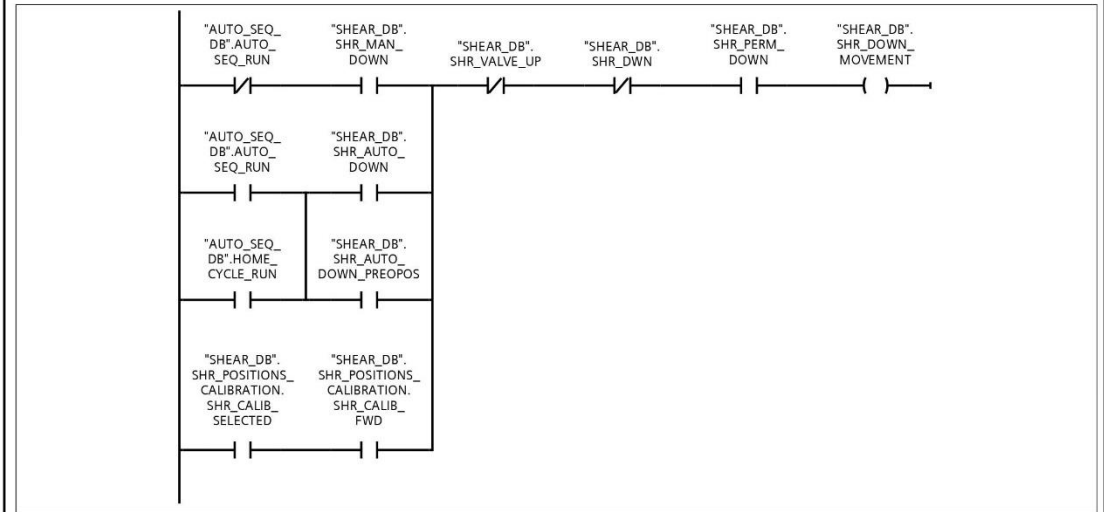 "AUTO_SEQ_
DB".AUTO_
SEQ_RUN
"SHEAR_DB".
SHR_MAN_
DOWN
"SHEAR_DB".
SHR_VALVE_UP
"SHEAR_DB".
SHR_DWN
"SHEAR_DB".
SHR_PERM_
DOWN
"SHEAR_DB".
SHR_DOWN_
MOVEMENT
"AUTO_SEQ_
DB".AUTO_
SEQ_RUN
"SHEAR_DB".
SHR_AUTO_
DOWN
"AUTO_SEQ_
DB".HOME_
CYCLE_RUN
"SHEAR_DB".
SHR_AUTO_
DOWN_PREOPOS
"SHEAR_DB".
SHR_POSITIONS_
CALIBRATION.
SHR_CALIB_
SELECTED
"SHEAR_DB".
SHR_POSITIONS_
CALIBRATION.
SHR_CALIB_
FWD